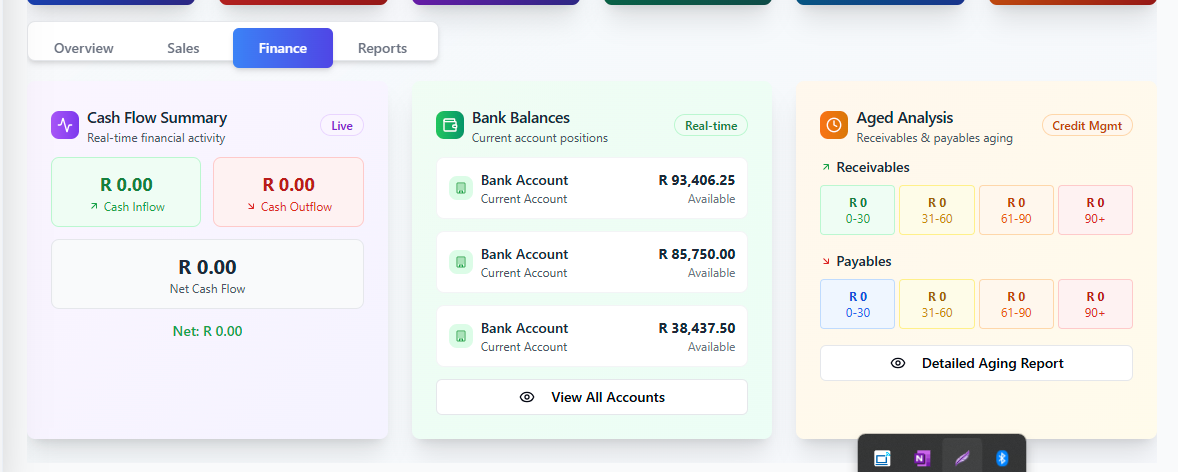 Overview Sales Finance Reports
Cash Flow Summary
Real-time financial activity
Live
R 0.00
Cash Inflow
R 0.00
Cash Outflow
R 0.00
Net Cash Flow
Net: R 0.00
Bank Balances
Current account positions
Real-time
Bank Account R 93,406.25
Current Account Available
Bank Account R 85,750.00
Current Account Available
Bank Account R 38,437.50
Current Account Available
View All Accounts
Aged Analysis
Receivables & payables aging
Credit Mgmt
Receivables
R 0 R 0 R 0 R 0
0-30 31-60 61-90 90+
Payables
R 0 R 0 R 0 R 0
0-30 31-60 61-90 90+
Detailed Aging Report
N